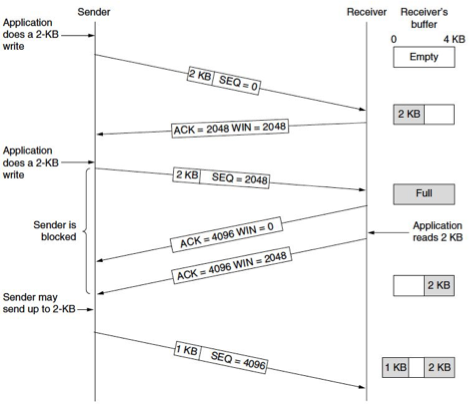 Sender
Receiver
Receiver's
buffer
Application
does a 2-KB
write
0 4 KB
Empty
2 KB SEQ = 0
2 KB
ACK = 2048 WIN = 2048
Application
does a 2-KB
write
2 KB SEQ = 2048
Full
Sender is
blocked
ACK = 4096 WIN = 0
Application
reads 2 KB
ACK = 4096 WIN = 2048
2 KB
Sender may
send up to 2-KB
1 KB SEQ = 4096
1 KB 2 KB